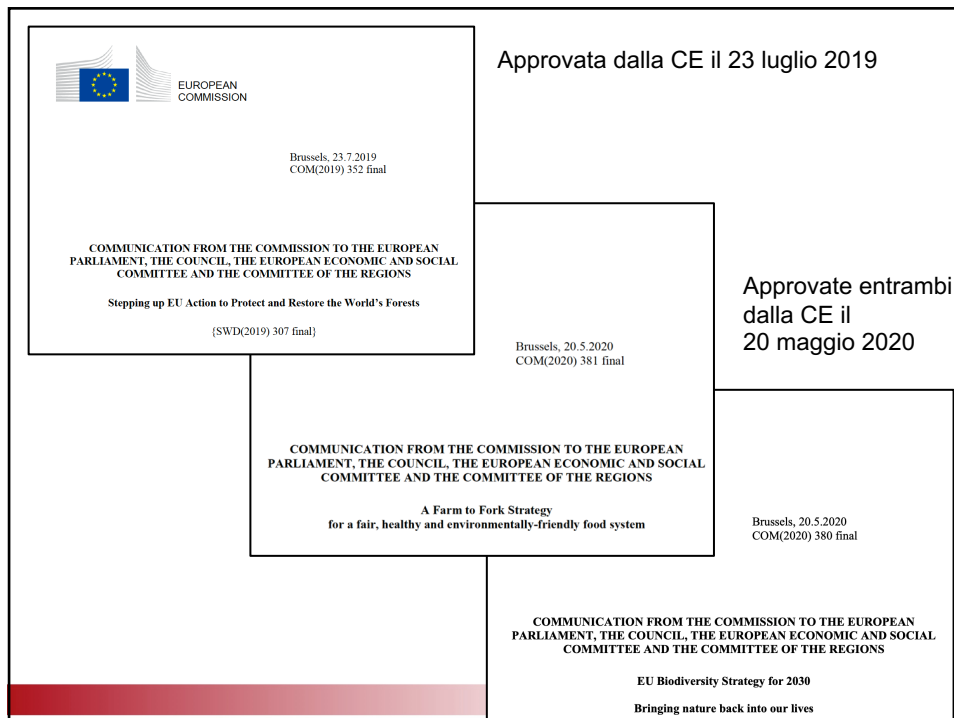 EUROPEAN
COMMISSION
Approvata dalla CE il 23 luglio 2019
Brussels, 23.7.2019
COM(2019) 352 final
COMMUNICATION FROM THE COMMISSION TO THE EUROPEAN
PARLIAMENT, THE COUNCIL, THE EUROPEAN ECONOMIC AND SOCIAL
COMMITTEE AND THE COMMITTEE OF THE REGIONS
Stepping up EU Action to Protect and Restore the World's Forests
{SWD(2019) 307 final}
Approvate entrambi
dalla CE il
20 maggio 2020
Brussels, 20.5.2020
COM(2020) 381 final
COMMUNICATION FROM THE COMMISSION TO THE EUROPEAN
PARLIAMENT, THE COUNCIL, THE EUROPEAN ECONOMIC AND SOCIAL
COMMITTEE AND THE COMMITTEE OF THE REGIONS
A Farm to Fork Strategy
for a fair, healthy and environmentally-friendly food system
Brussels, 20.5.2020
COM(2020) 380 final
COMMUNICATION FROM THE COMMISSION TO THE EUROPEAN
PARLIAMENT, THE COUNCIL, THE EUROPEAN ECONOMIC AND SOCIAL
COMMITTEE AND THE COMMITTEE OF THE REGIONS
EU Biodiversity Strategy for 2030
Bringing nature back into our lives